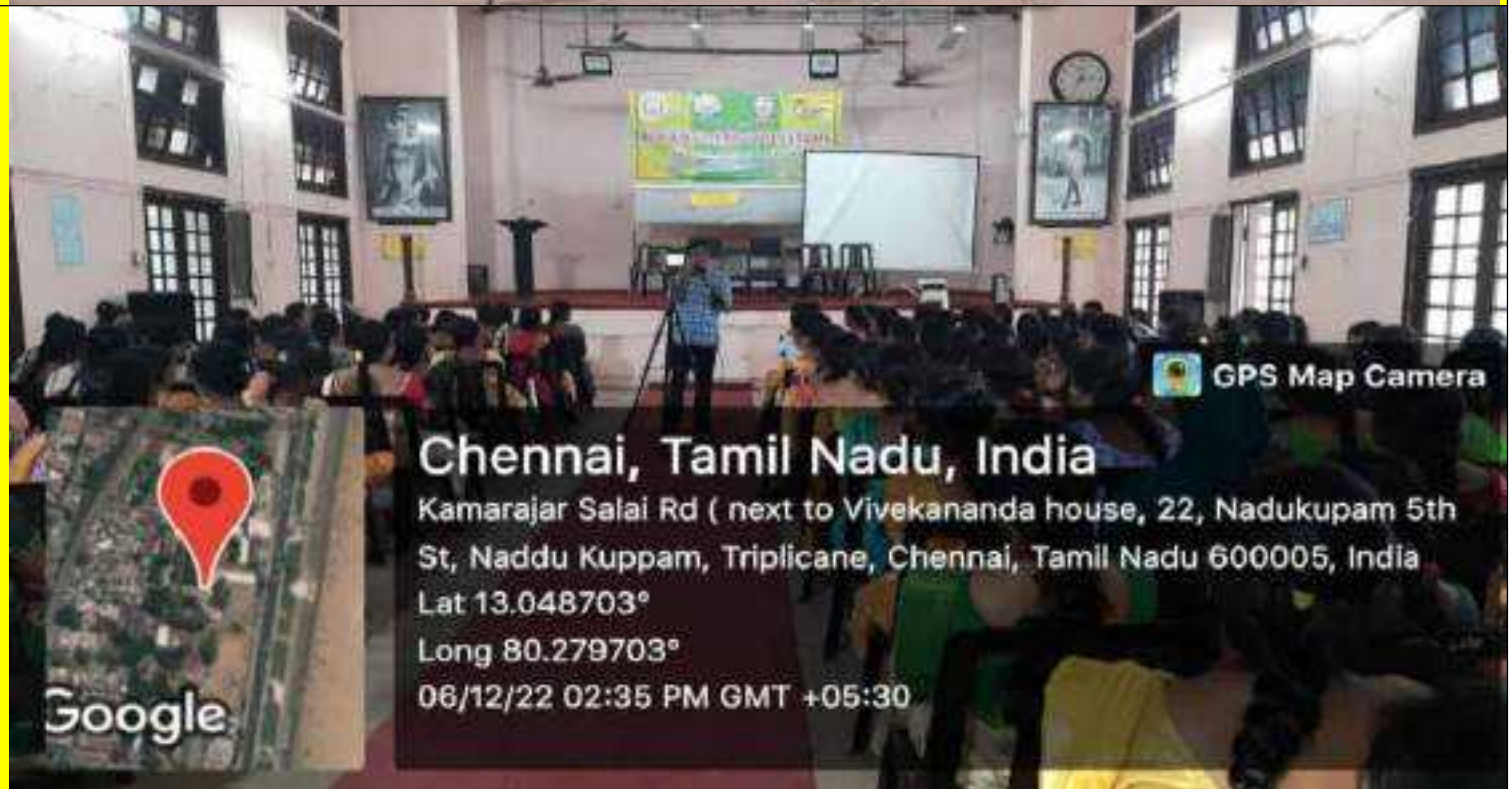 GPS Map Camera
Chennai, Tamil Nadu, India
Kamarajar Salai Rd ( next to Vivekananda house, 22, Nadukupam 5th
St, Naddu Kuppam, Triplicane, Chennai, Tamil Nadu 600005, India
Lat 13.048703°
Long 80.279703°
06/12/22 02:35 PM GMT +05:30
Google